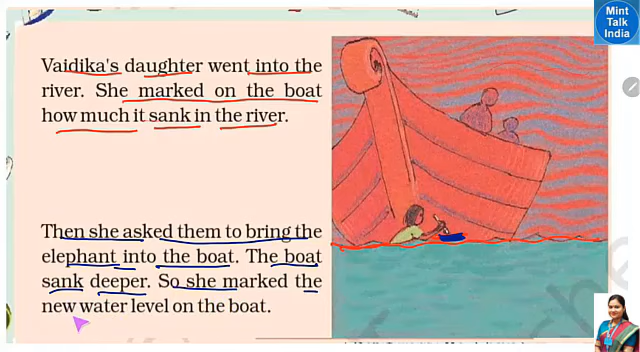 Mint
Talk
India
Vaidika's daughter went into the
river. She marked on the boat
how much it sank in the river.
Then she asked them to bring the
elephant into the boat. The boat
sank deeper. So she marked the
new water level on the boat.